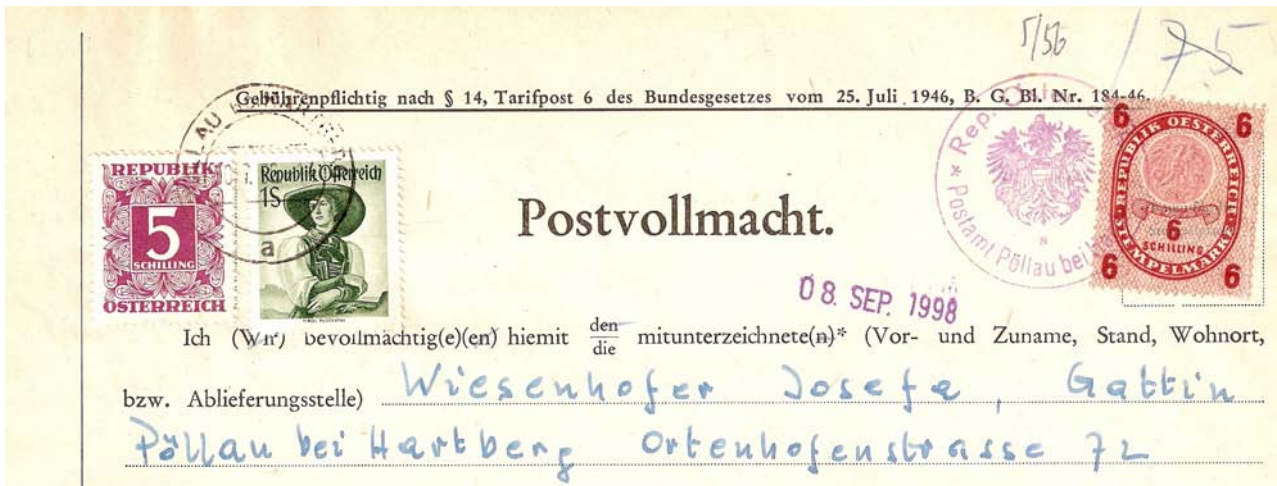 5/56
75
Gebührenpflichtig nach § 14, Tarifpost 6 des Bundesgesetzes vom 25. Juli 1946, B. G. Bl. Nr. 184-46.
REPUBLIK
5
SCHILLING
ÖSTERREICH
Republik Österreich
1S
a
Postvollmacht.
Rep.
* Postamt Pöllau bei
6 6
REPUBLIK OESTERREICH
6
SCHILLING
STEMPELMARKE
6 6
08. SEP. 1998
Ich (Wir) bevollmächtig(e)(en) hiemit den/die mitunterzeichnete(n)* (Vor- und Zuname, Stand, Wohnort,
bzw. Ablieferungsstelle) Wiesenhofer Josefa, Gattin
Pöllau bei Hartberg Ortenhofenstrasse 72